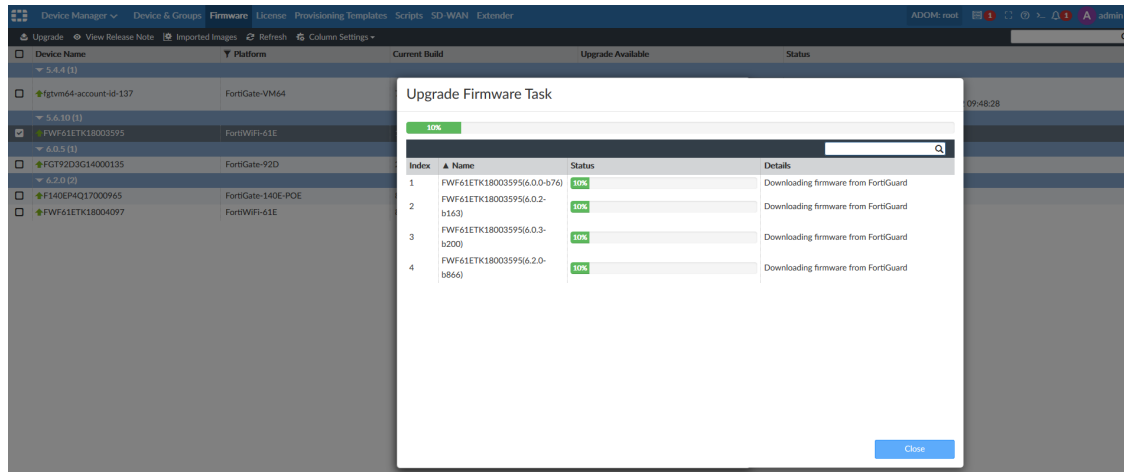 Device Manager Device & Groups Firmware License Provisioning Templates Scripts SD-WAN Extender ADOM: root 1 1 A admin
Upgrade View Release Note Imported Images Refresh Column Settings
Device Name Platform Current Build Upgrade Available Status
5.4.4 (1)
fgtvm64-account-id-137 FortiGate-VM64 09:48:28
5.6.10 (1)
FWF61ETK18003595 FortiWiFi-61E
6.0.5 (1)
FGT92D3G14000135 FortiGate-92D
6.2.0 (2)
F140EP4Q17000965 FortiGate-140E-POE
FWF61ETK18004097 FortiWiFi-61E
Upgrade Firmware Task
10%
Index Name Status Details
1 FWF61ETK18003595(6.0.0-b76) 10% Downloading firmware from FortiGuard
2 FWF61ETK18003595(6.0.2-
b163) 10% Downloading firmware from FortiGuard
3 FWF61ETK18003595(6.0.3-
b200) 10% Downloading firmware from FortiGuard
4 FWF61ETK18003595(6.2.0-
b866) 10% Downloading firmware from FortiGuard
Close